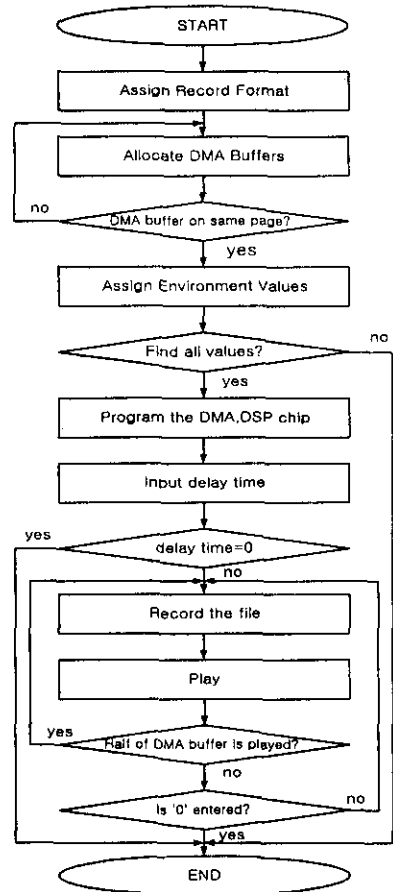 START
Assign Record Format
Allocate DMA Buffers
no
DMA buffer on same page?
yes
Assign Environment Values
Find all values?
no
yes
Program the DMA,DSP chip
Input delay time
yes
delay time=0
no
Record the file
Play
yes
Half of DMA buffer is played?
no
Is '0' entered?
no
yes
END